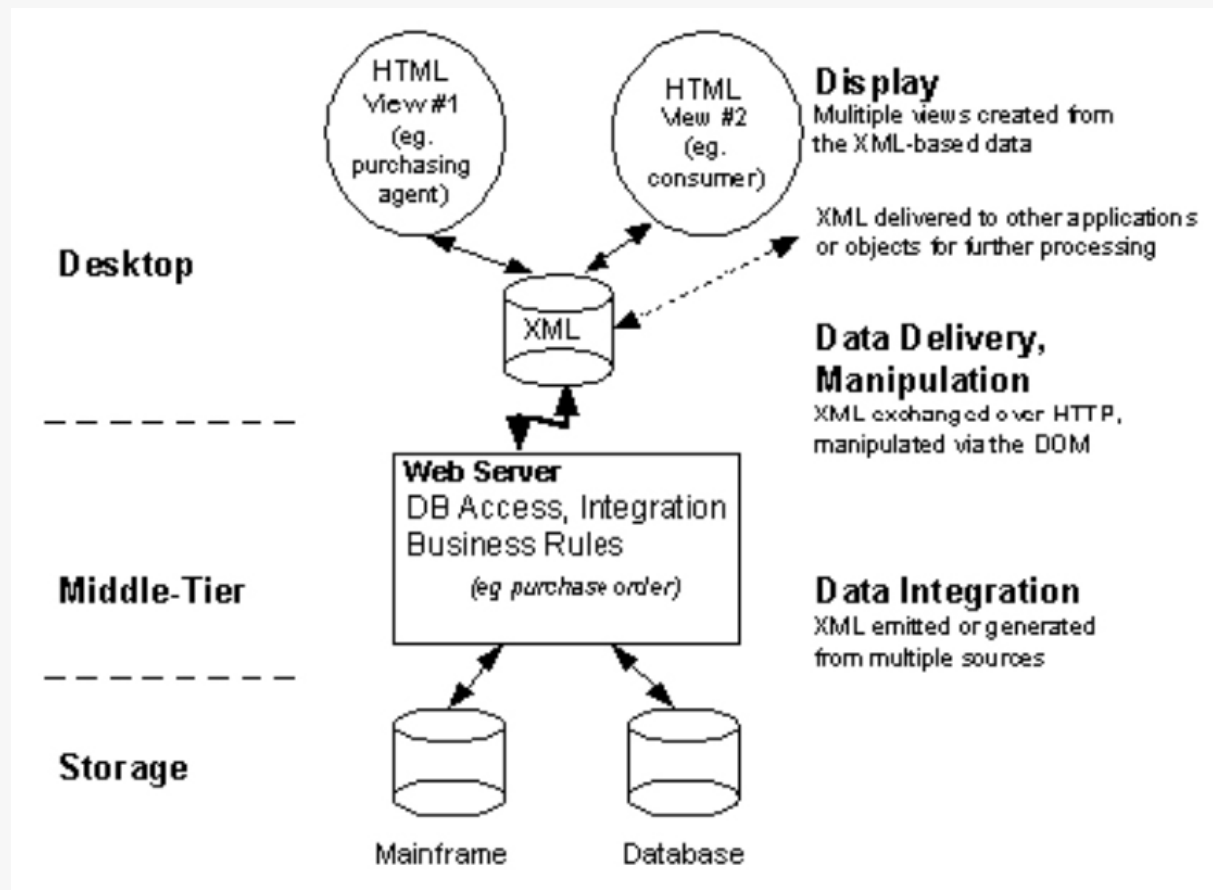 HTML
View #1
(eg.
purchasing
agent)
HTML
View #2
(eg.
consumer)
Display
Mulitiple views created from
the XML-based data
XML delivered to other applications
or objects for further processing
Desktop
XML
Data Delivery,
Manipulation
XML exchanged over HTTP,
manipulated via the DOM
Web Server
DB Access, Integration
Business Rules
(eg purchase order)
Middle-Tier
Data Integration
XML emitted or generated
from multiple sources
Storage
Mainframe
Database